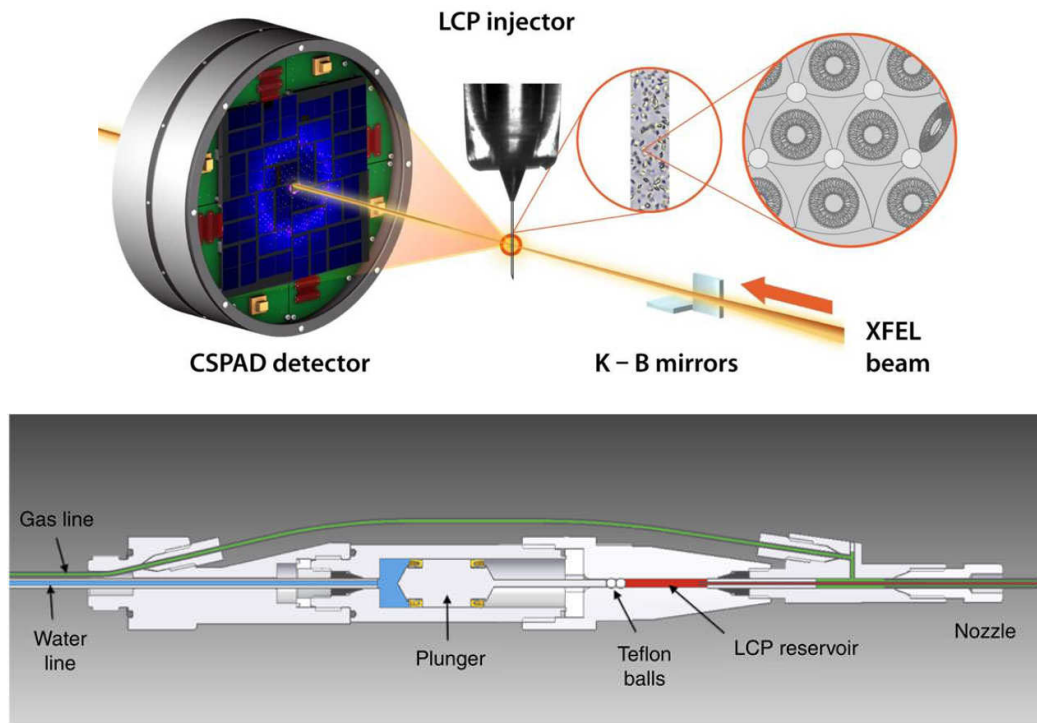 LCP injector
CSPAD detector
K – B mirrors
XFEL
beam
Gas line
Water
line
Plunger
Teflon
balls
LCP reservoir
Nozzle